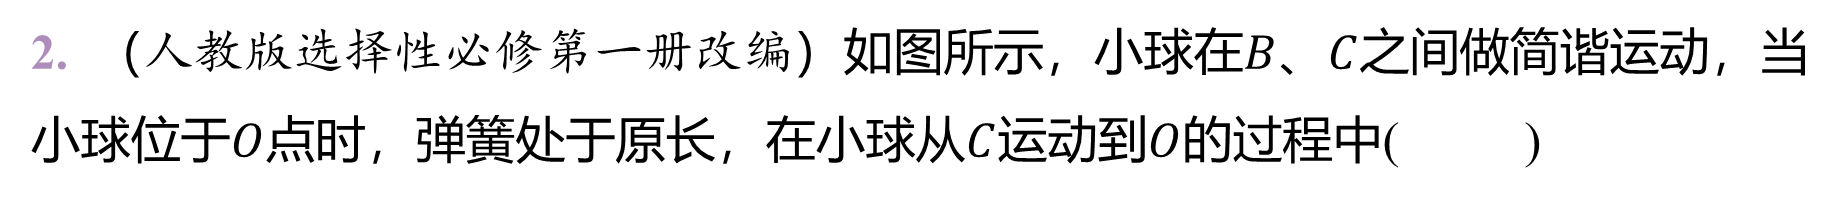 2. （人教版选择性必修第一册改编）如图所示，小球在B、C之间做简谐运动，当
小球位于O点时，弹簧处于原长，在小球从C运动到O的过程中(　　)